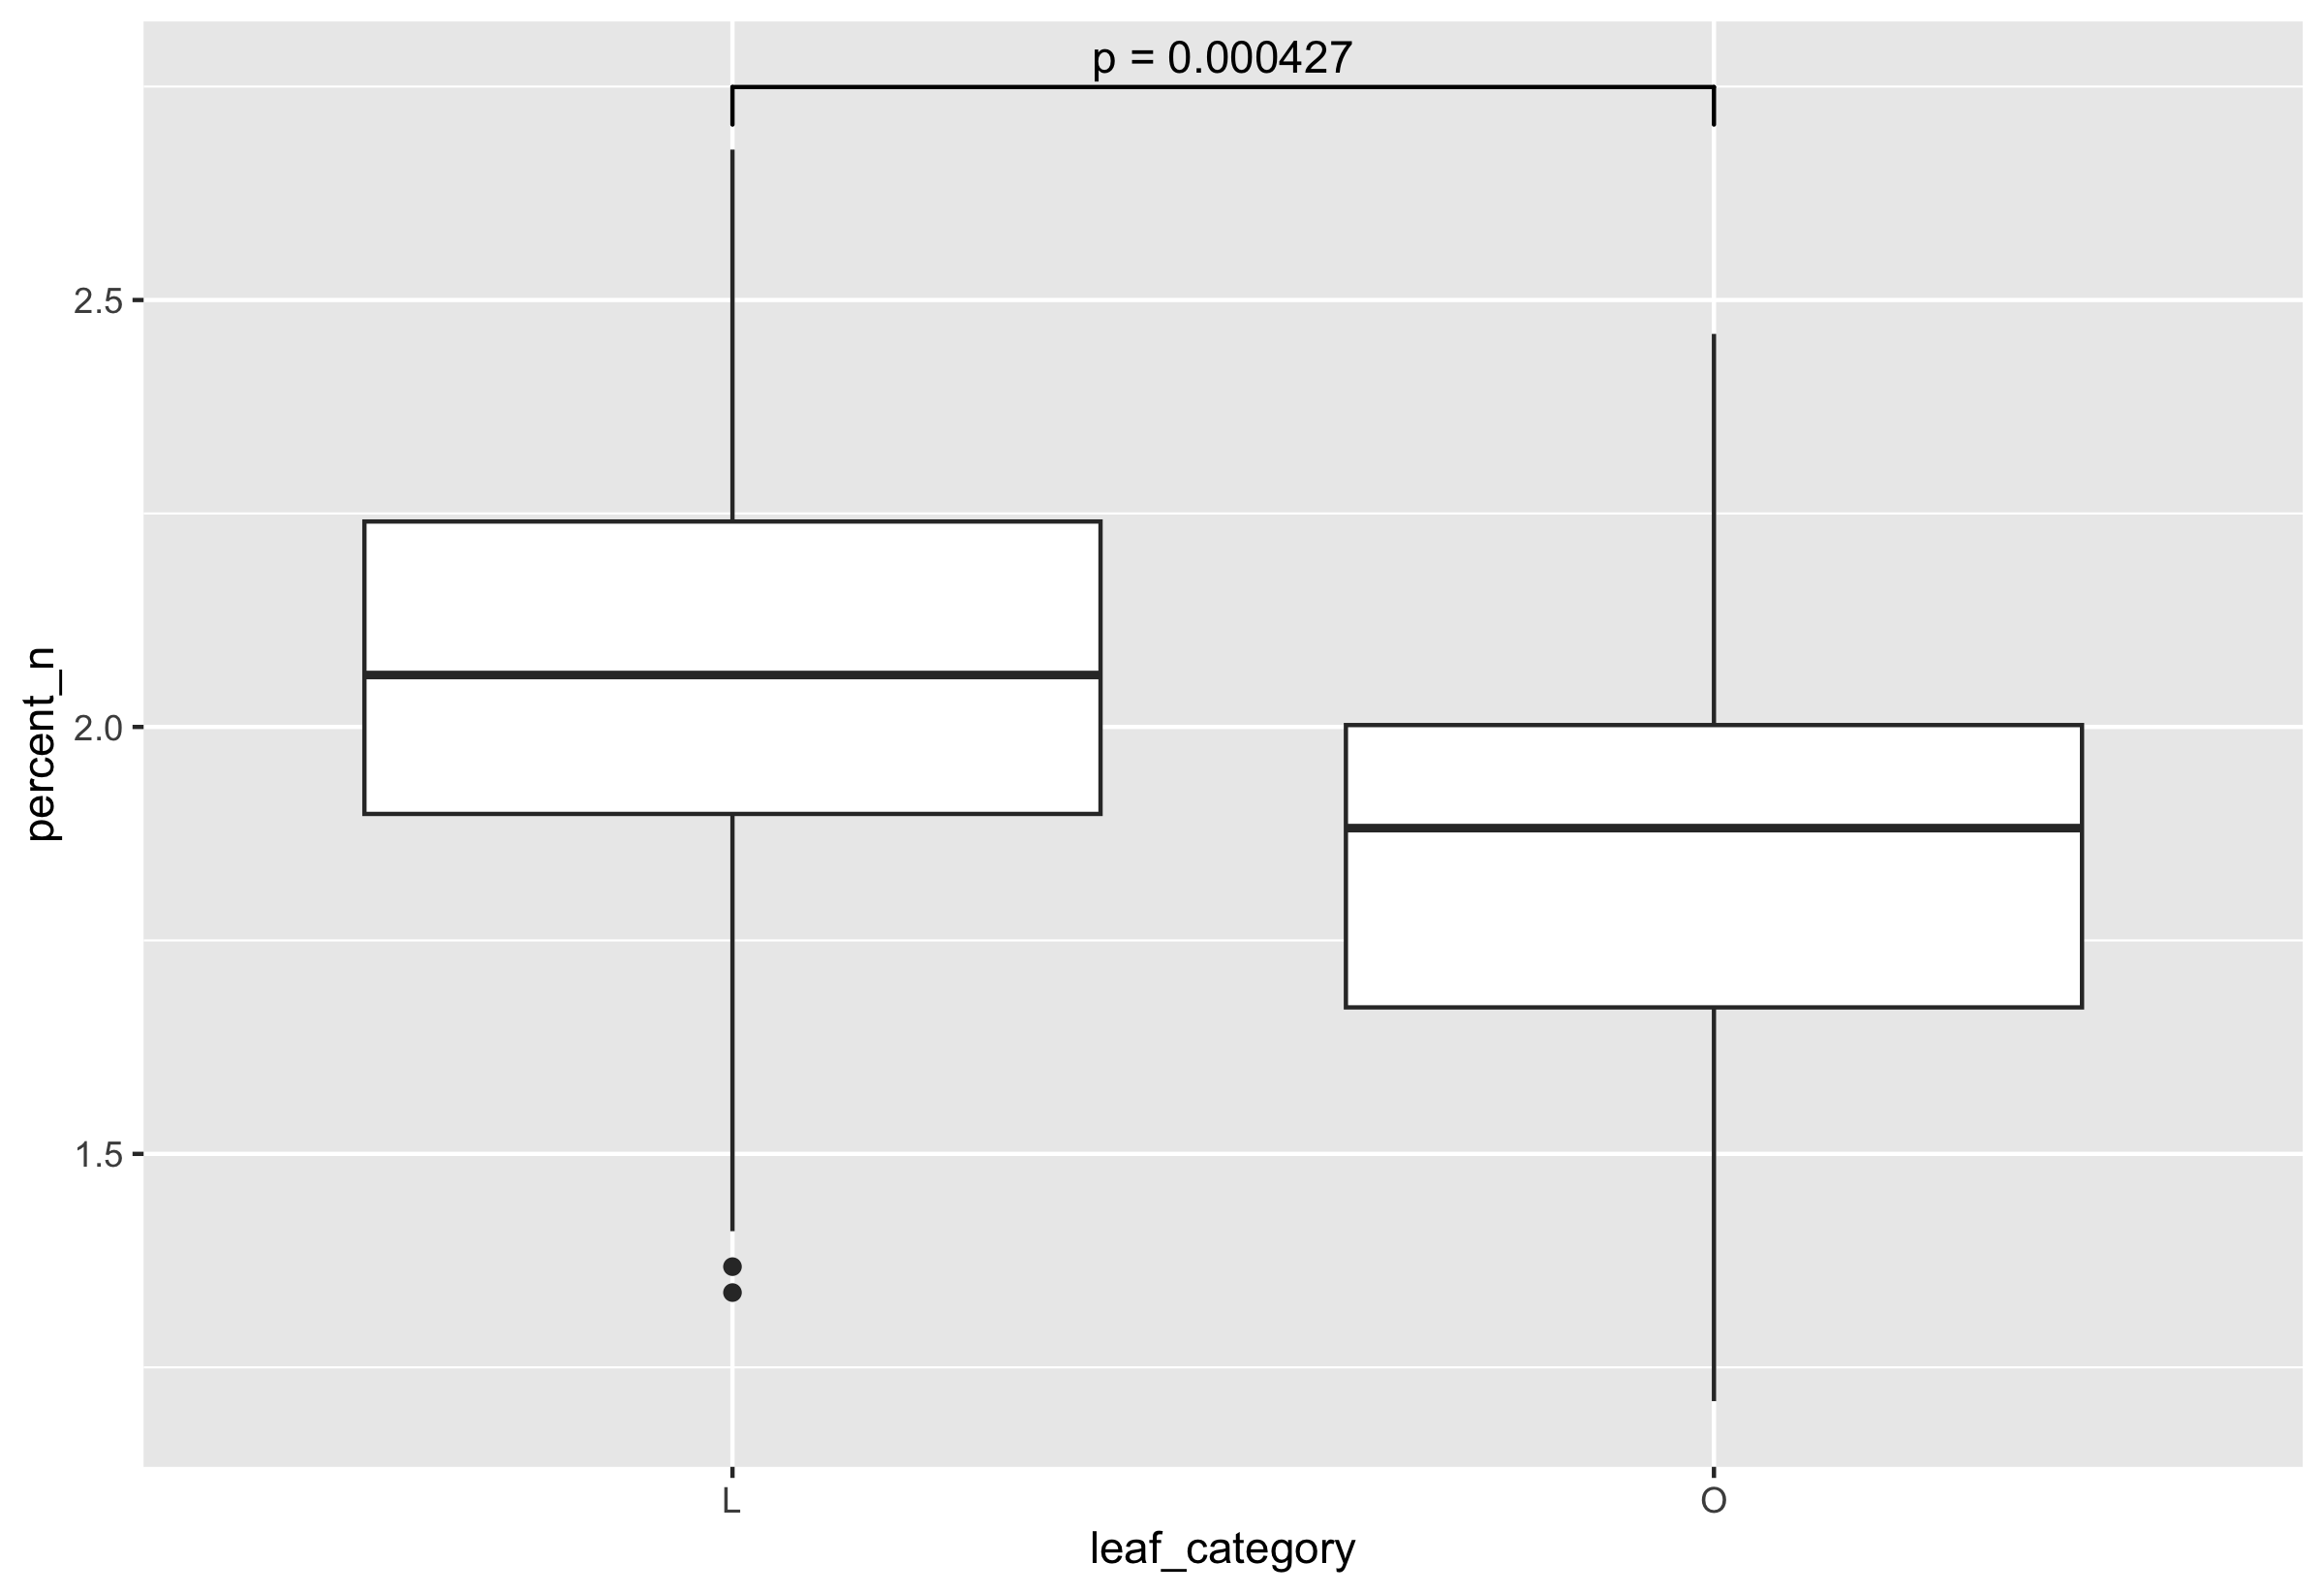 p = 0.000427
percent_n
2.5
2.0
1.5
L
O
leaf_category